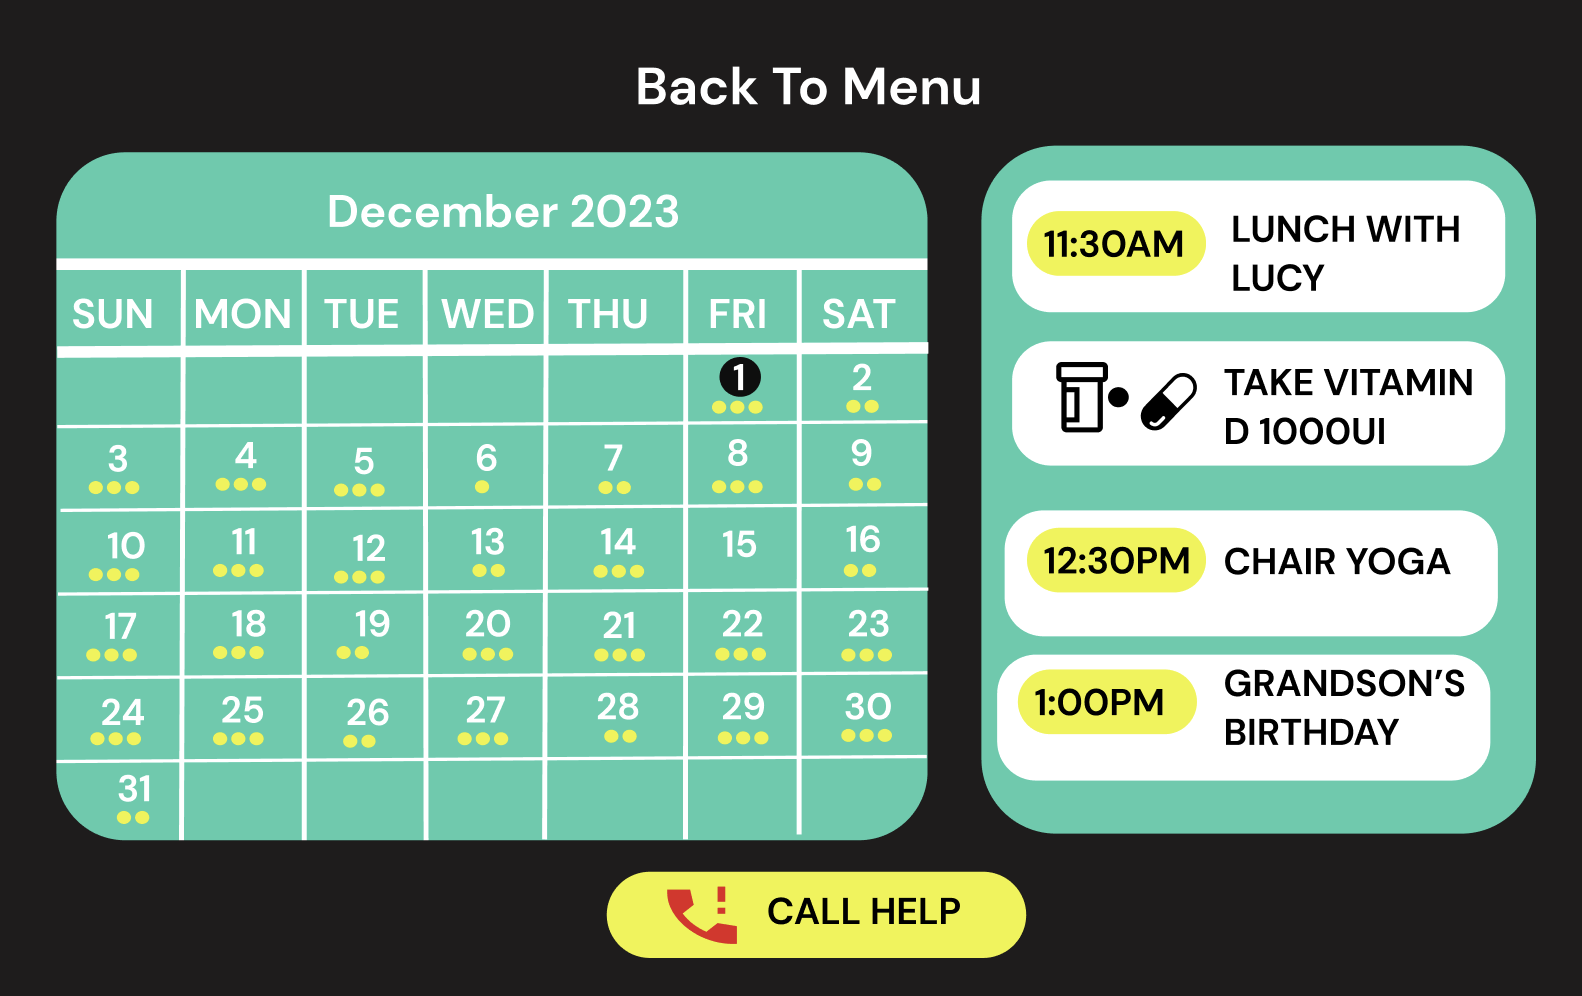 Back To Menu
December 2023
SUN MON TUE WED THU FRI SAT
1 2
3 4 5 6 7 8 9
10 11 12 13 14 15 16
17 18 19 20 21 22 23
24 25 26 27 28 29 30
31
11:30AM LUNCH WITH
LUCY
TAKE VITAMIN
D 1000UI
12:30PM CHAIR YOGA
1:00PM GRANDSON’S
BIRTHDAY
CALL HELP